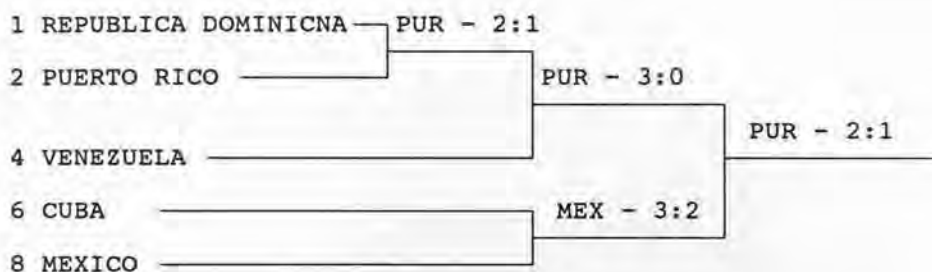 1 REPUBLICA DOMINICNA PUR - 2:1
2 PUERTO RICO
PUR - 3:0
PUR - 2:1
4 VENEZUELA
6 CUBA MEX - 3:2
8 MEXICO